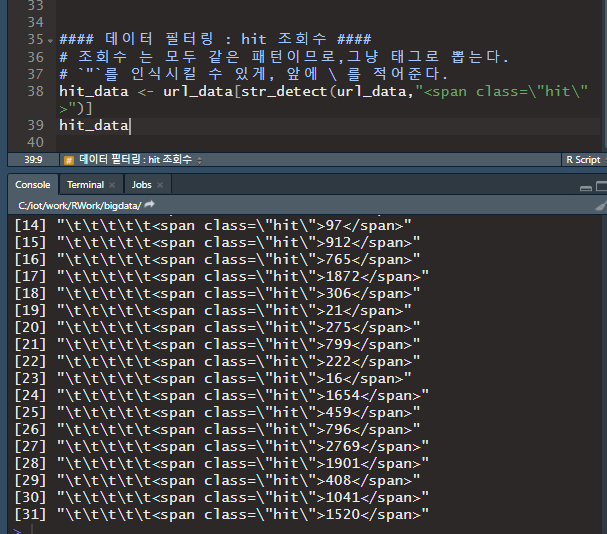 33
34
35 #### 데이터 필터링 : hit 조회수 ####
36 # 조회수 는 모두 같은 패턴이므로,그냥 태그로 뽑는다.
37 # `"`를 인식시킬 수 있게, 앞에 \ 를 적어준다.
38 hit_data <- url_data[str_detect(url_data,"<span class=\"hit\"
>")]
39 hit_data
40
39:9 # 데이터 필터링 : hit 조회수 R Script
Console Terminal × Jobs ×
C:/iot/work/RWork/bigdata/
[14] "\t\t\t\t\t<span class=\"hit\">97</span>"
[15] "\t\t\t\t\t<span class=\"hit\">912</span>"
[16] "\t\t\t\t\t<span class=\"hit\">765</span>"
[17] "\t\t\t\t\t<span class=\"hit\">1872</span>"
[18] "\t\t\t\t\t<span class=\"hit\">306</span>"
[19] "\t\t\t\t\t<span class=\"hit\">21</span>"
[20] "\t\t\t\t\t<span class=\"hit\">275</span>"
[21] "\t\t\t\t\t<span class=\"hit\">799</span>"
[22] "\t\t\t\t\t<span class=\"hit\">222</span>"
[23] "\t\t\t\t\t<span class=\"hit\">16</span>"
[24] "\t\t\t\t\t<span class=\"hit\">1654</span>"
[25] "\t\t\t\t\t<span class=\"hit\">459</span>"
[26] "\t\t\t\t\t<span class=\"hit\">796</span>"
[27] "\t\t\t\t\t<span class=\"hit\">2769</span>"
[28] "\t\t\t\t\t<span class=\"hit\">1901</span>"
[29] "\t\t\t\t\t<span class=\"hit\">408</span>"
[30] "\t\t\t\t\t<span class=\"hit\">1041</span>"
[31] "\t\t\t\t\t<span class=\"hit\">1520</span>"
>